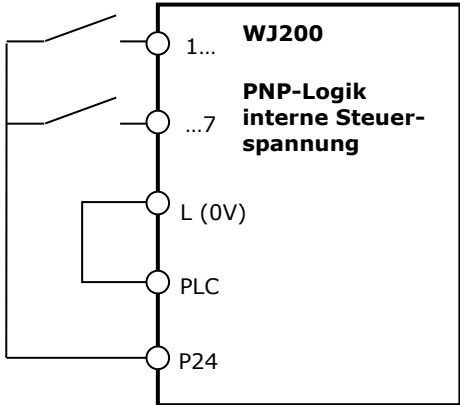 1...
WJ200
PNP-Logik
interne Steuer-
spannung
...7
L (0V)
PLC
P24